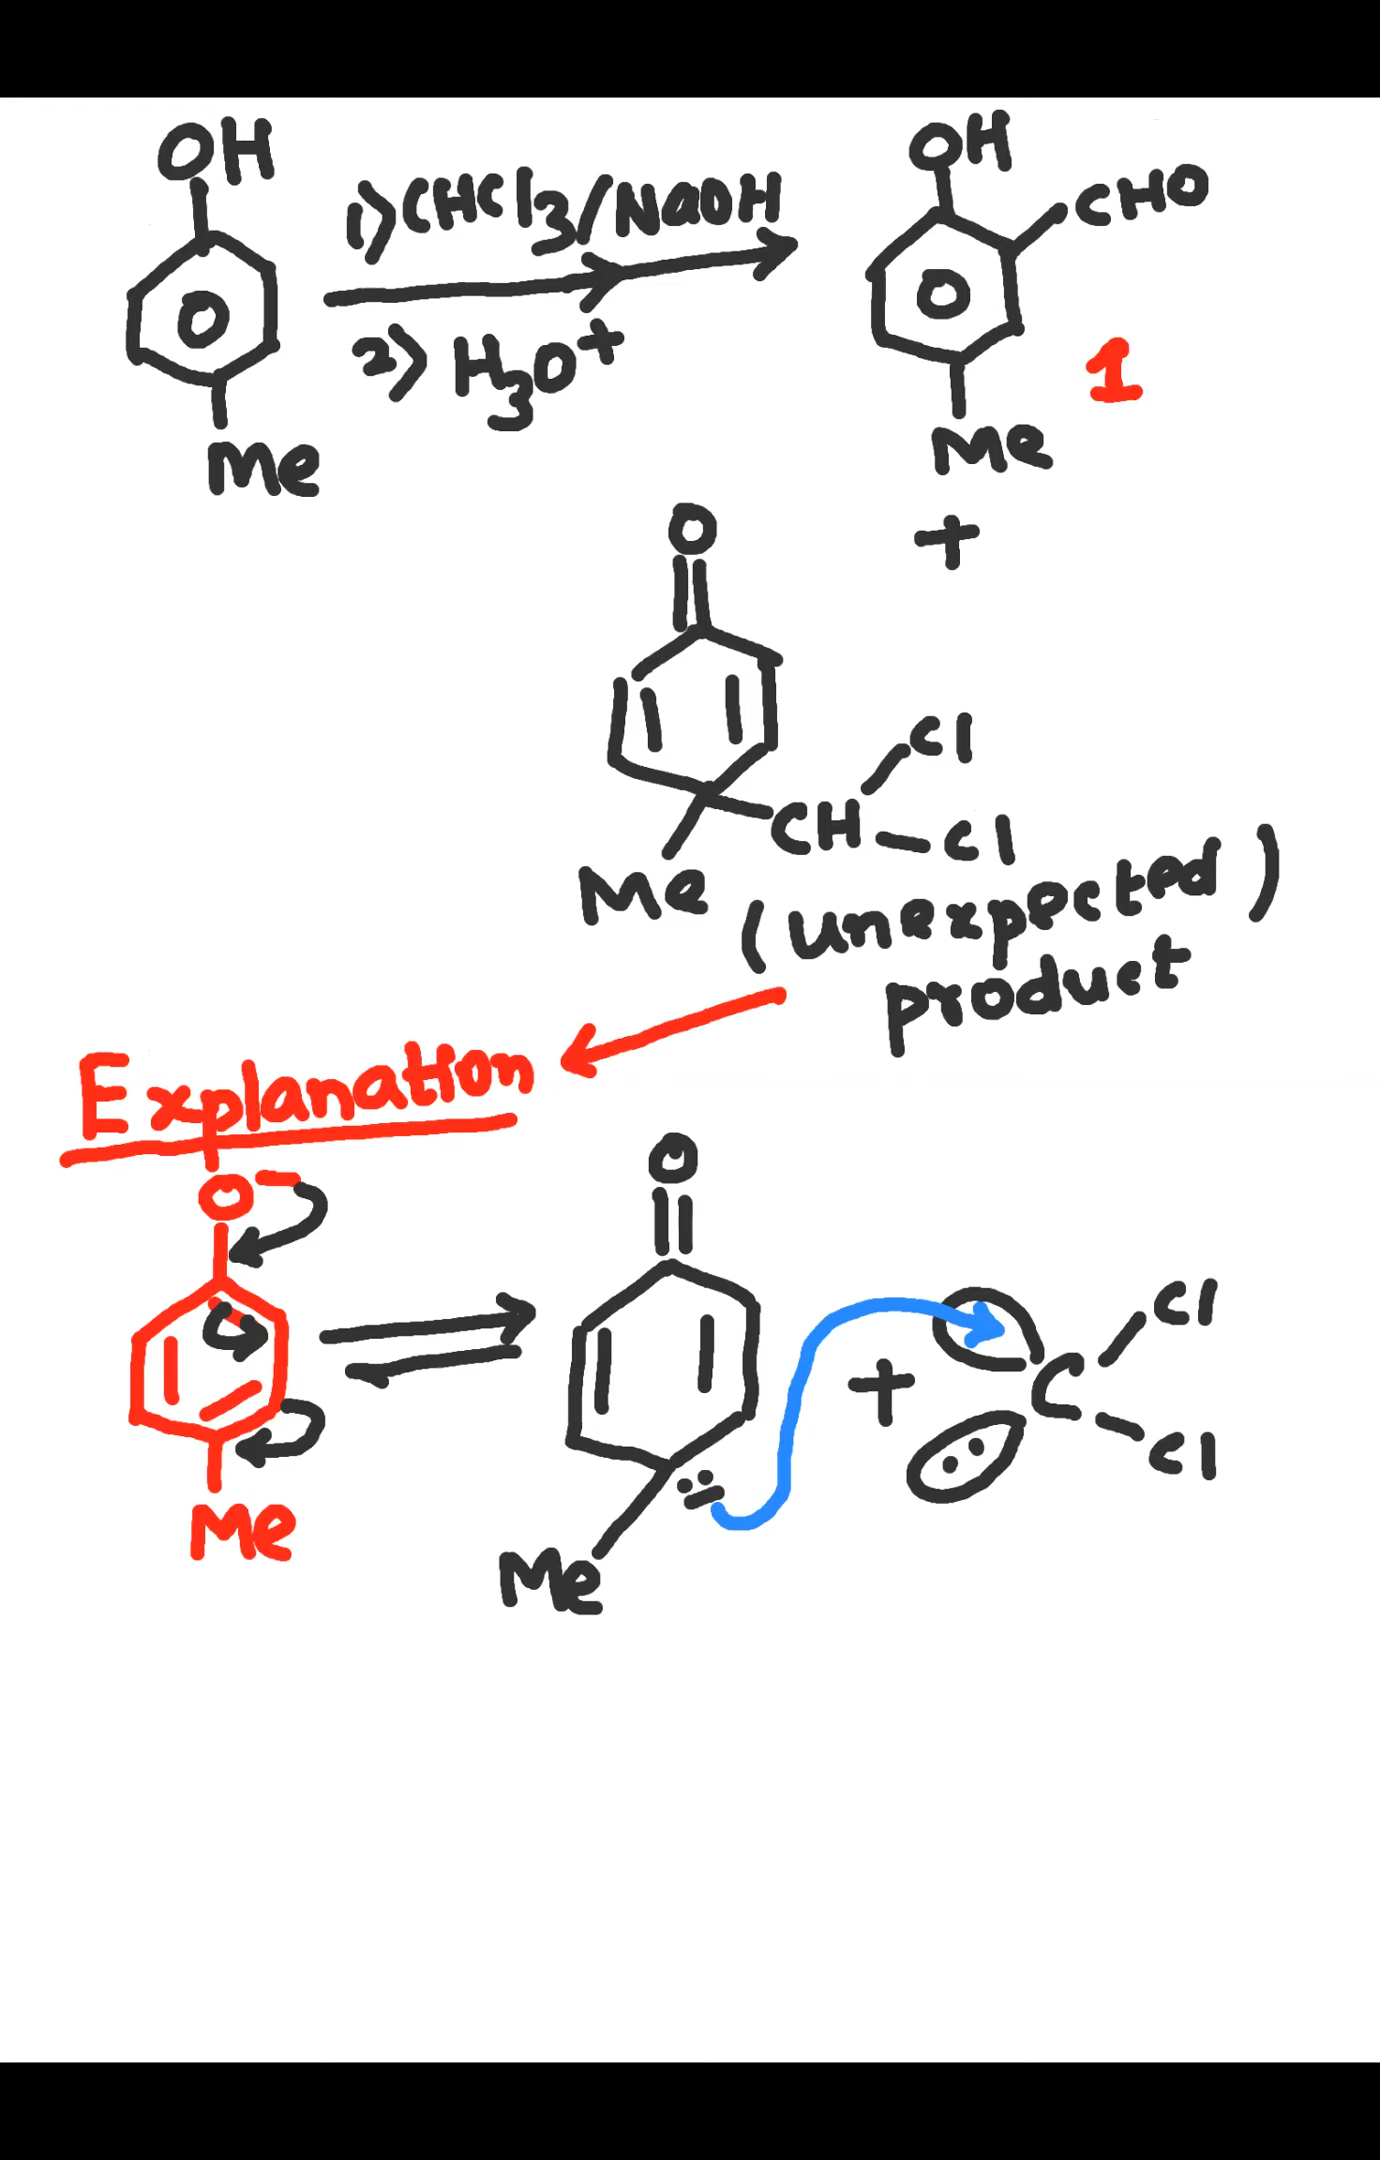 OH
1) CHCl3/NaOH
2) H3O+
Me
OH
CHO
1
Me
+
O
Cl
CH-Cl
Me
(unexpected)
product
Explanation
O-
Me
O
Me
+
Cl
C
Cl